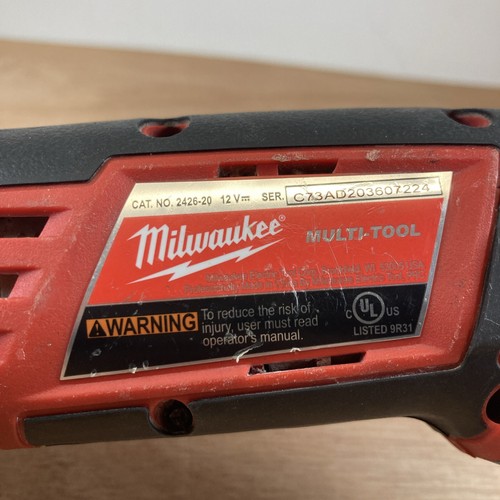 CAT. NO. 2426-20 12 V⎓ SER. C73AD203607224
Milwaukee®
MULTI-TOOL
WARNING
To reduce the risk of
injury, user must read
operator's manual.
C UL US
LISTED 9R31